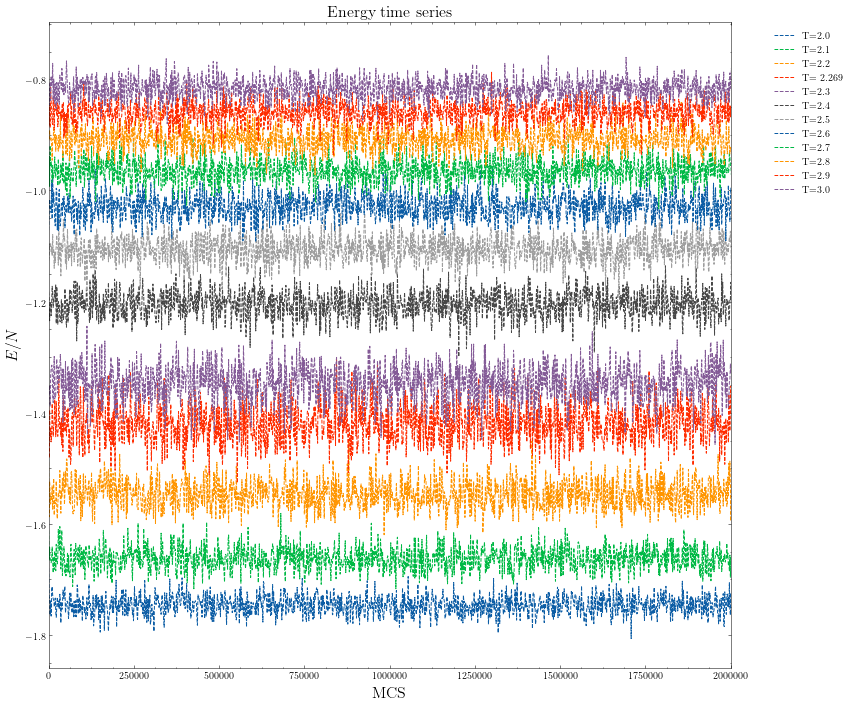 Energy time series
−0.8
−1.0
−1.2
−1.4
−1.6
−1.8
E/N
0 250000 500000 750000 1000000 1250000 1500000 1750000 2000000
MCS
T=2.0
T=2.1
T=2.2
T= 2.269
T=2.3
T=2.4
T=2.5
T=2.6
T=2.7
T=2.8
T=2.9
T=3.0